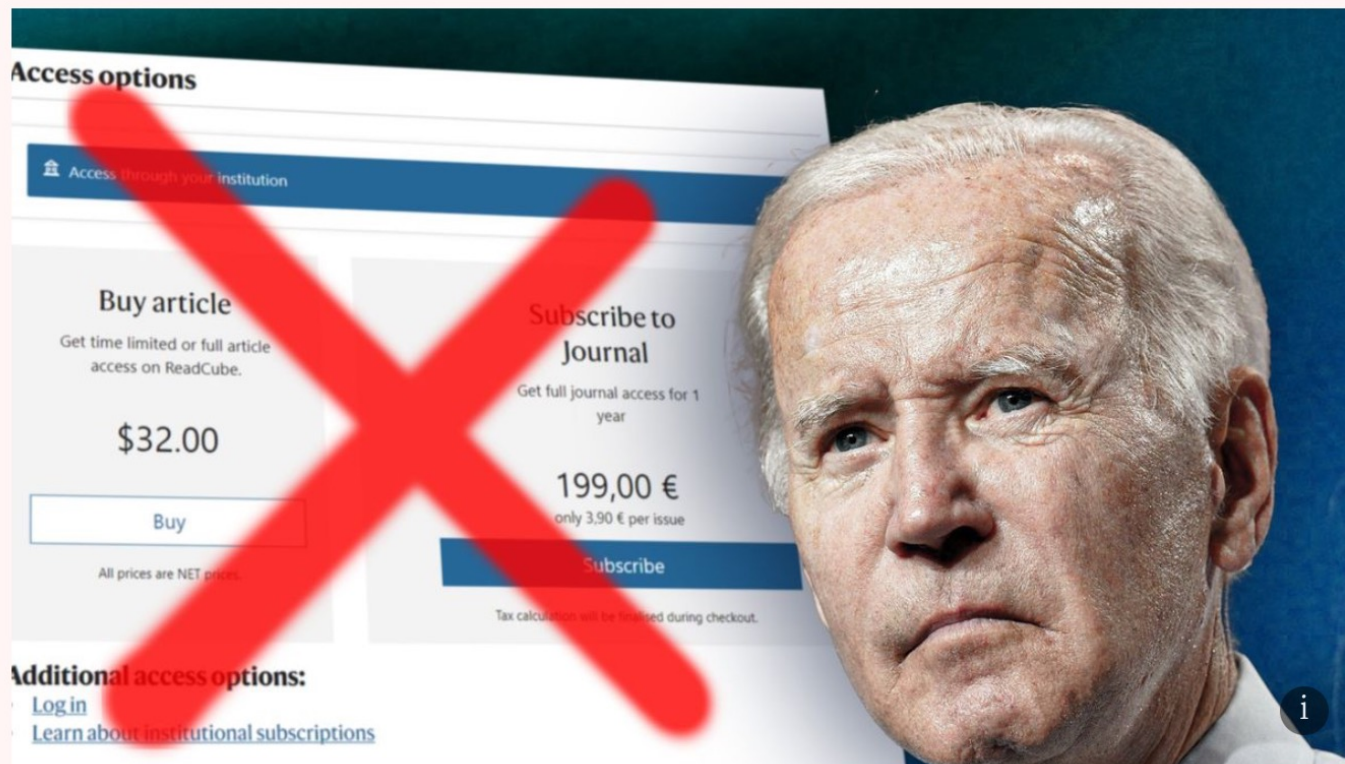 Access options
Access through your institution
Buy article
Get time limited or full article
access on ReadCube.
$32.00
Buy
All prices are NET prices.
Subscribe to
Journal
Get full journal access for 1
year
199,00 €
only 3,90 € per issue
Subscribe
Tax calculation will be finalised during checkout.
Additional access options:
Log in
Learn about institutional subscriptions
i